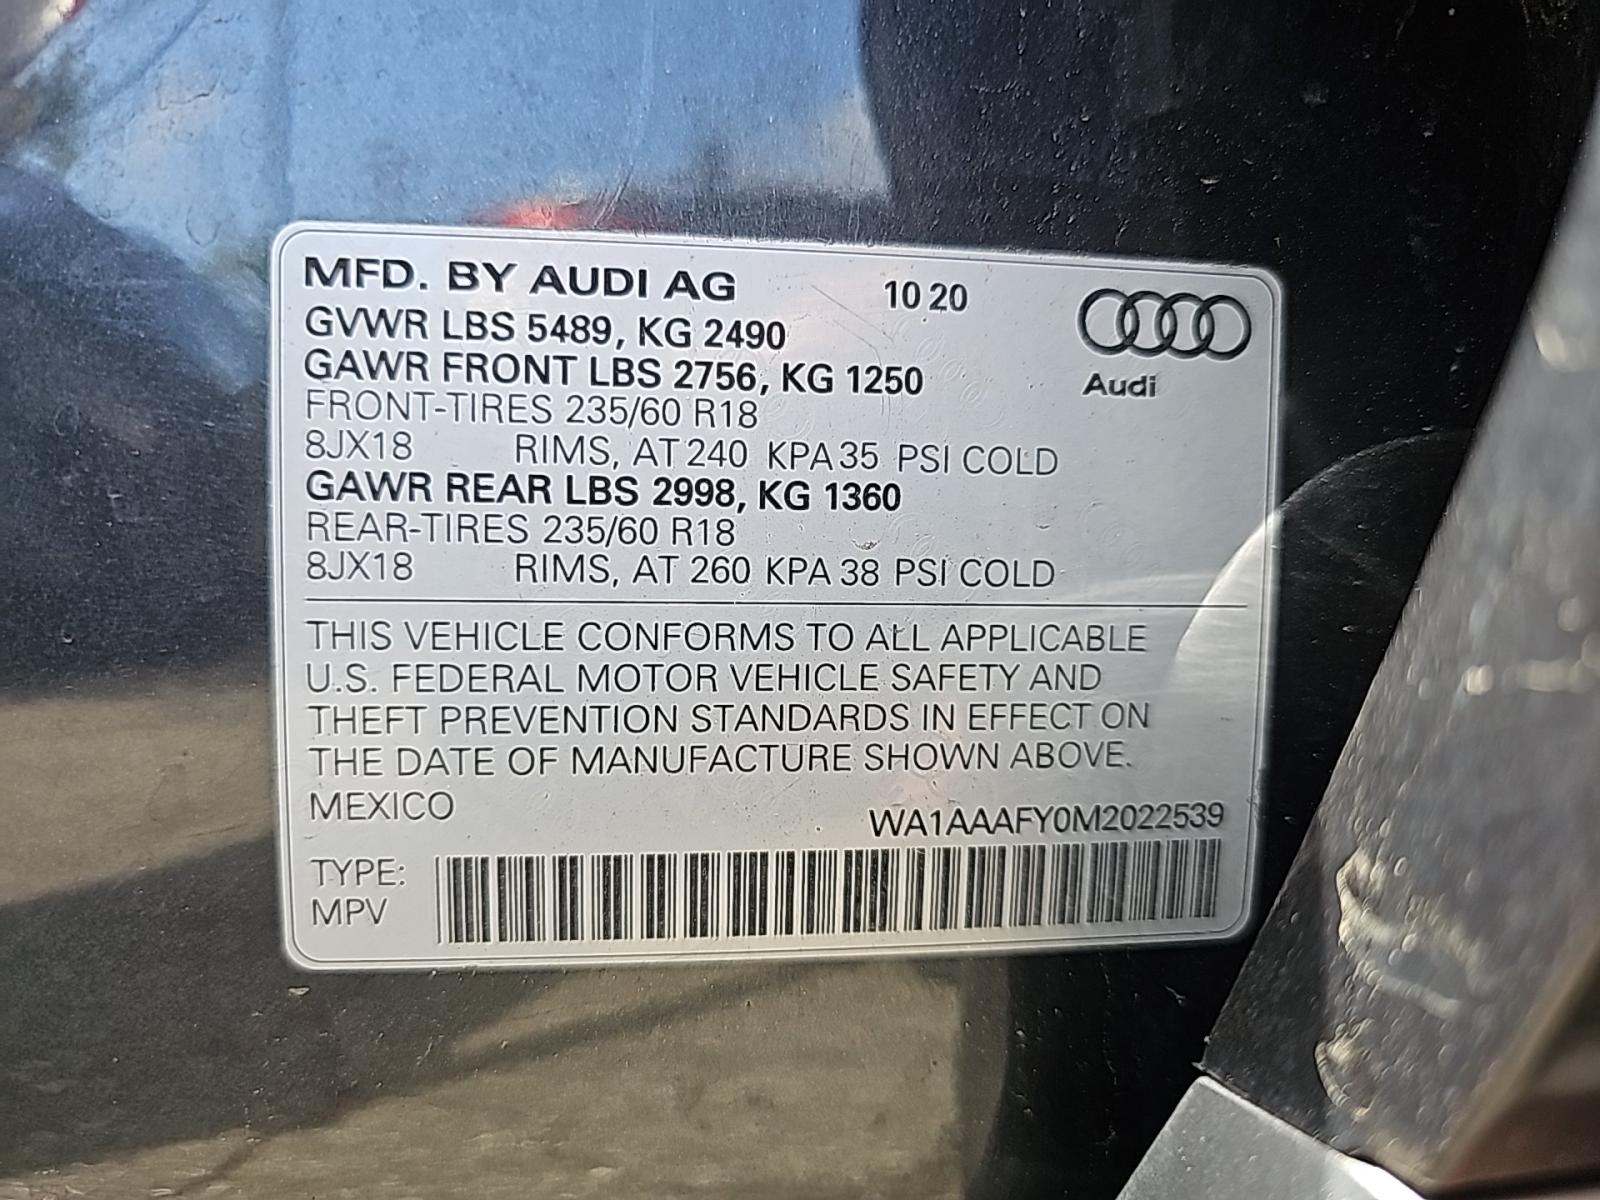 MFD. BY AUDI AG 10 20
GVWR LBS 5489, KG 2490
GAWR FRONT LBS 2756, KG 1250
Audi
FRONT-TIRES 235/60 R18
8JX18 RIMS, AT 240 KPA 35 PSI COLD
GAWR REAR LBS 2998, KG 1360
REAR-TIRES 235/60 R18
8JX18 RIMS, AT 260 KPA 38 PSI COLD
THIS VEHICLE CONFORMS TO ALL APPLICABLE
U.S. FEDERAL MOTOR VEHICLE SAFETY AND
THEFT PREVENTION STANDARDS IN EFFECT ON
THE DATE OF MANUFACTURE SHOWN ABOVE.
MEXICO WA1AAAFY0M2022539
TYPE:
MPV